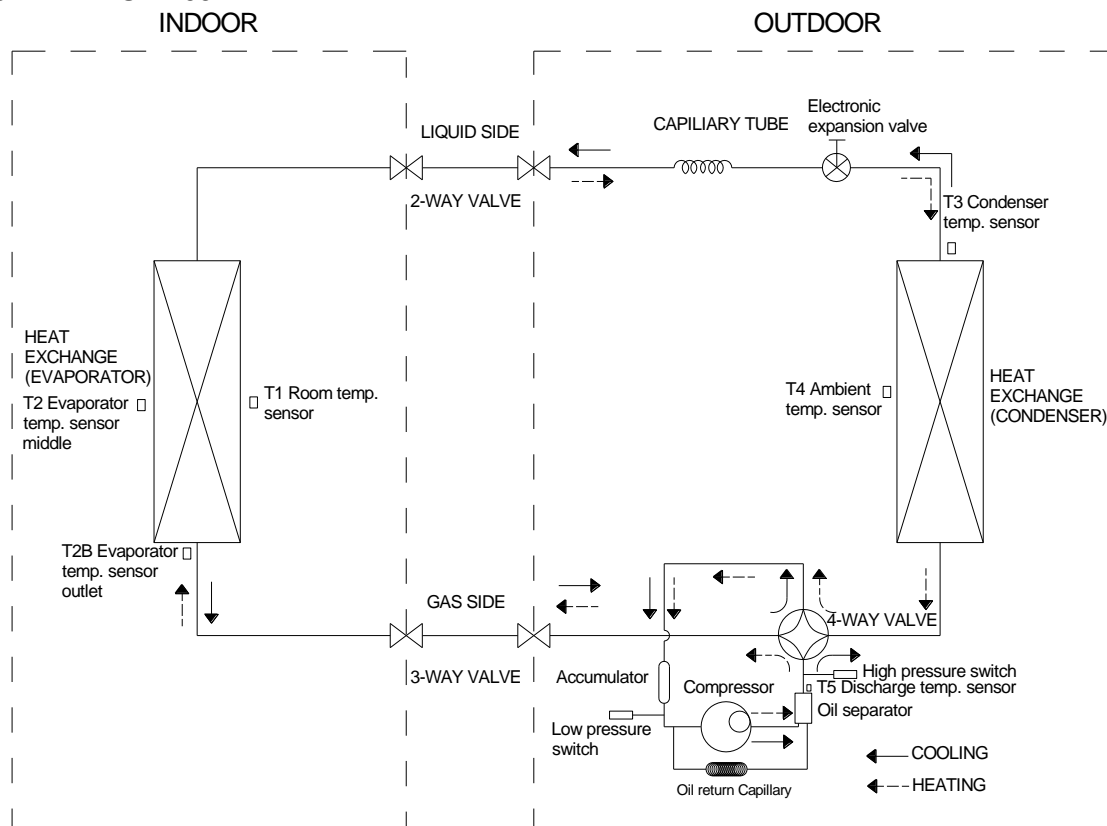 INDOOR
OUTDOOR
LIQUID SIDE
CAPILIARY TUBE
Electronic
expansion valve
2-WAY VALVE
T3 Condenser
temp. sensor
HEAT
EXCHANGE
(EVAPORATOR)
T2 Evaporator
temp. sensor
middle
T1 Room temp.
sensor
T4 Ambient
temp. sensor
HEAT
EXCHANGE
(CONDENSER)
T2B Evaporator
temp. sensor
outlet
GAS SIDE
3-WAY VALVE
4-WAY VALVE
Accumulator
Compressor
High pressure switch
T5 Discharge temp. sensor
Oil separator
Low pressure
switch
Oil return Capillary
COOLING
HEATING